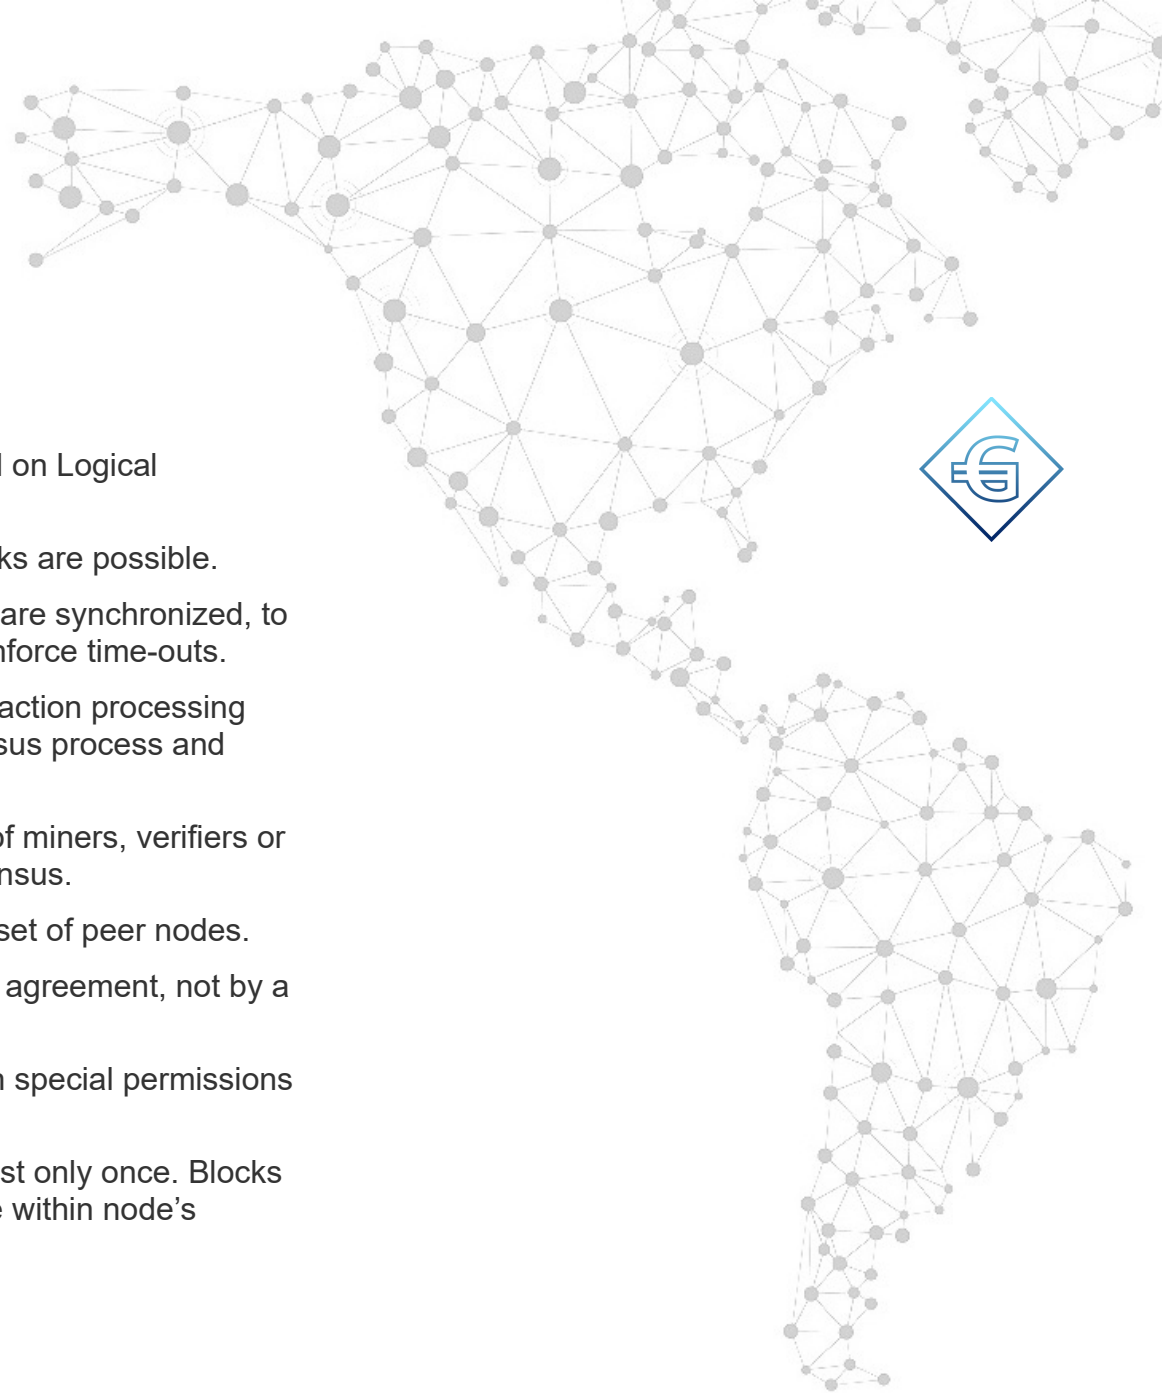 on Logical
ks are possible.
are synchronized, to
nforce time-outs.
action processing
sus process and
of miners, verifiers or
nsus.
set of peer nodes.
agreement, not by a
special permissions
st only once. Blocks
within node’s